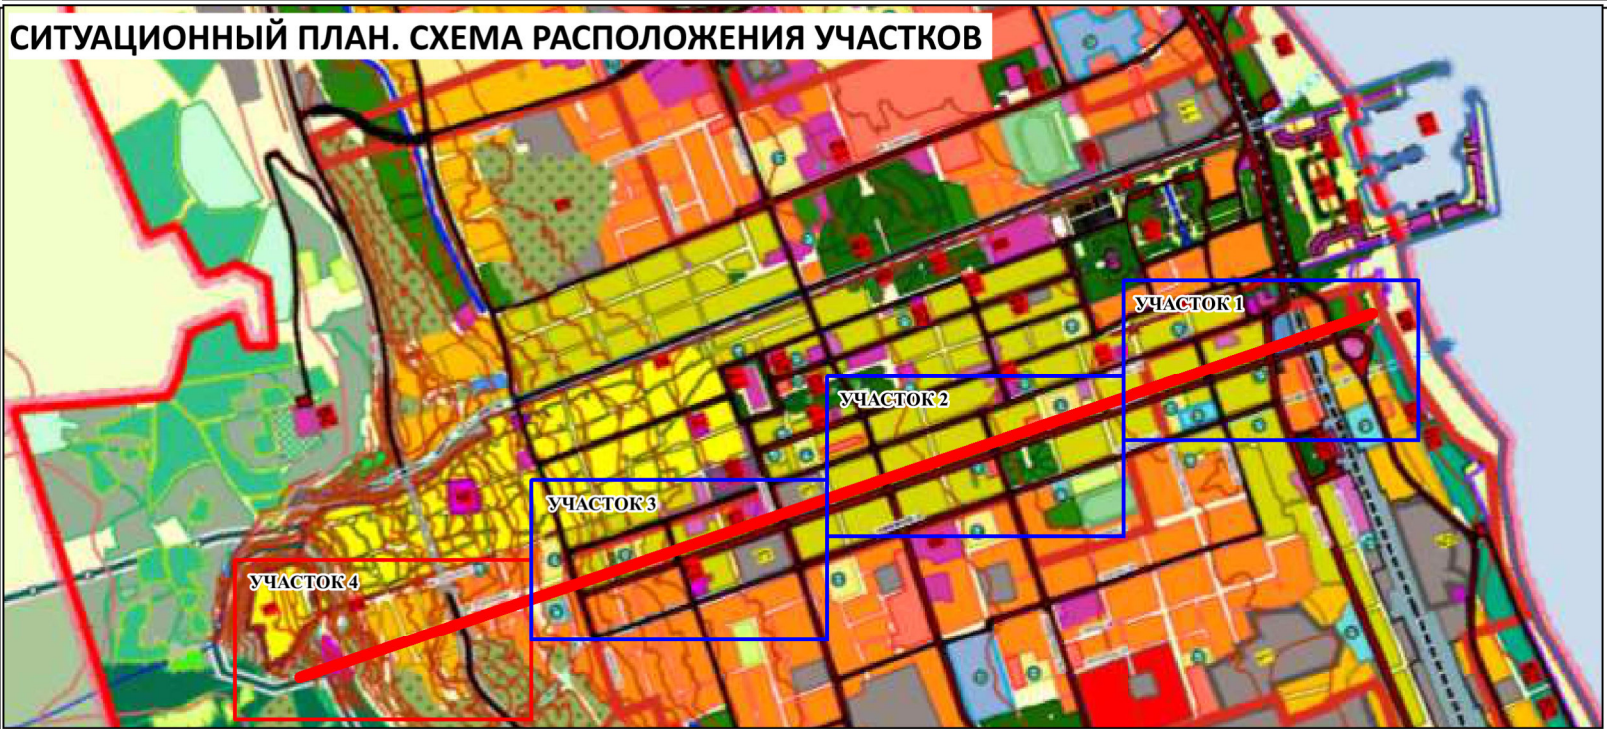 СИТУАЦИОННЫЙ ПЛАН. СХЕМА РАСПОЛОЖЕНИЯ УЧАСТКОВ
УЧАСТОК 1
УЧАСТОК 2
УЧАСТОК 3
УЧАСТОК 4